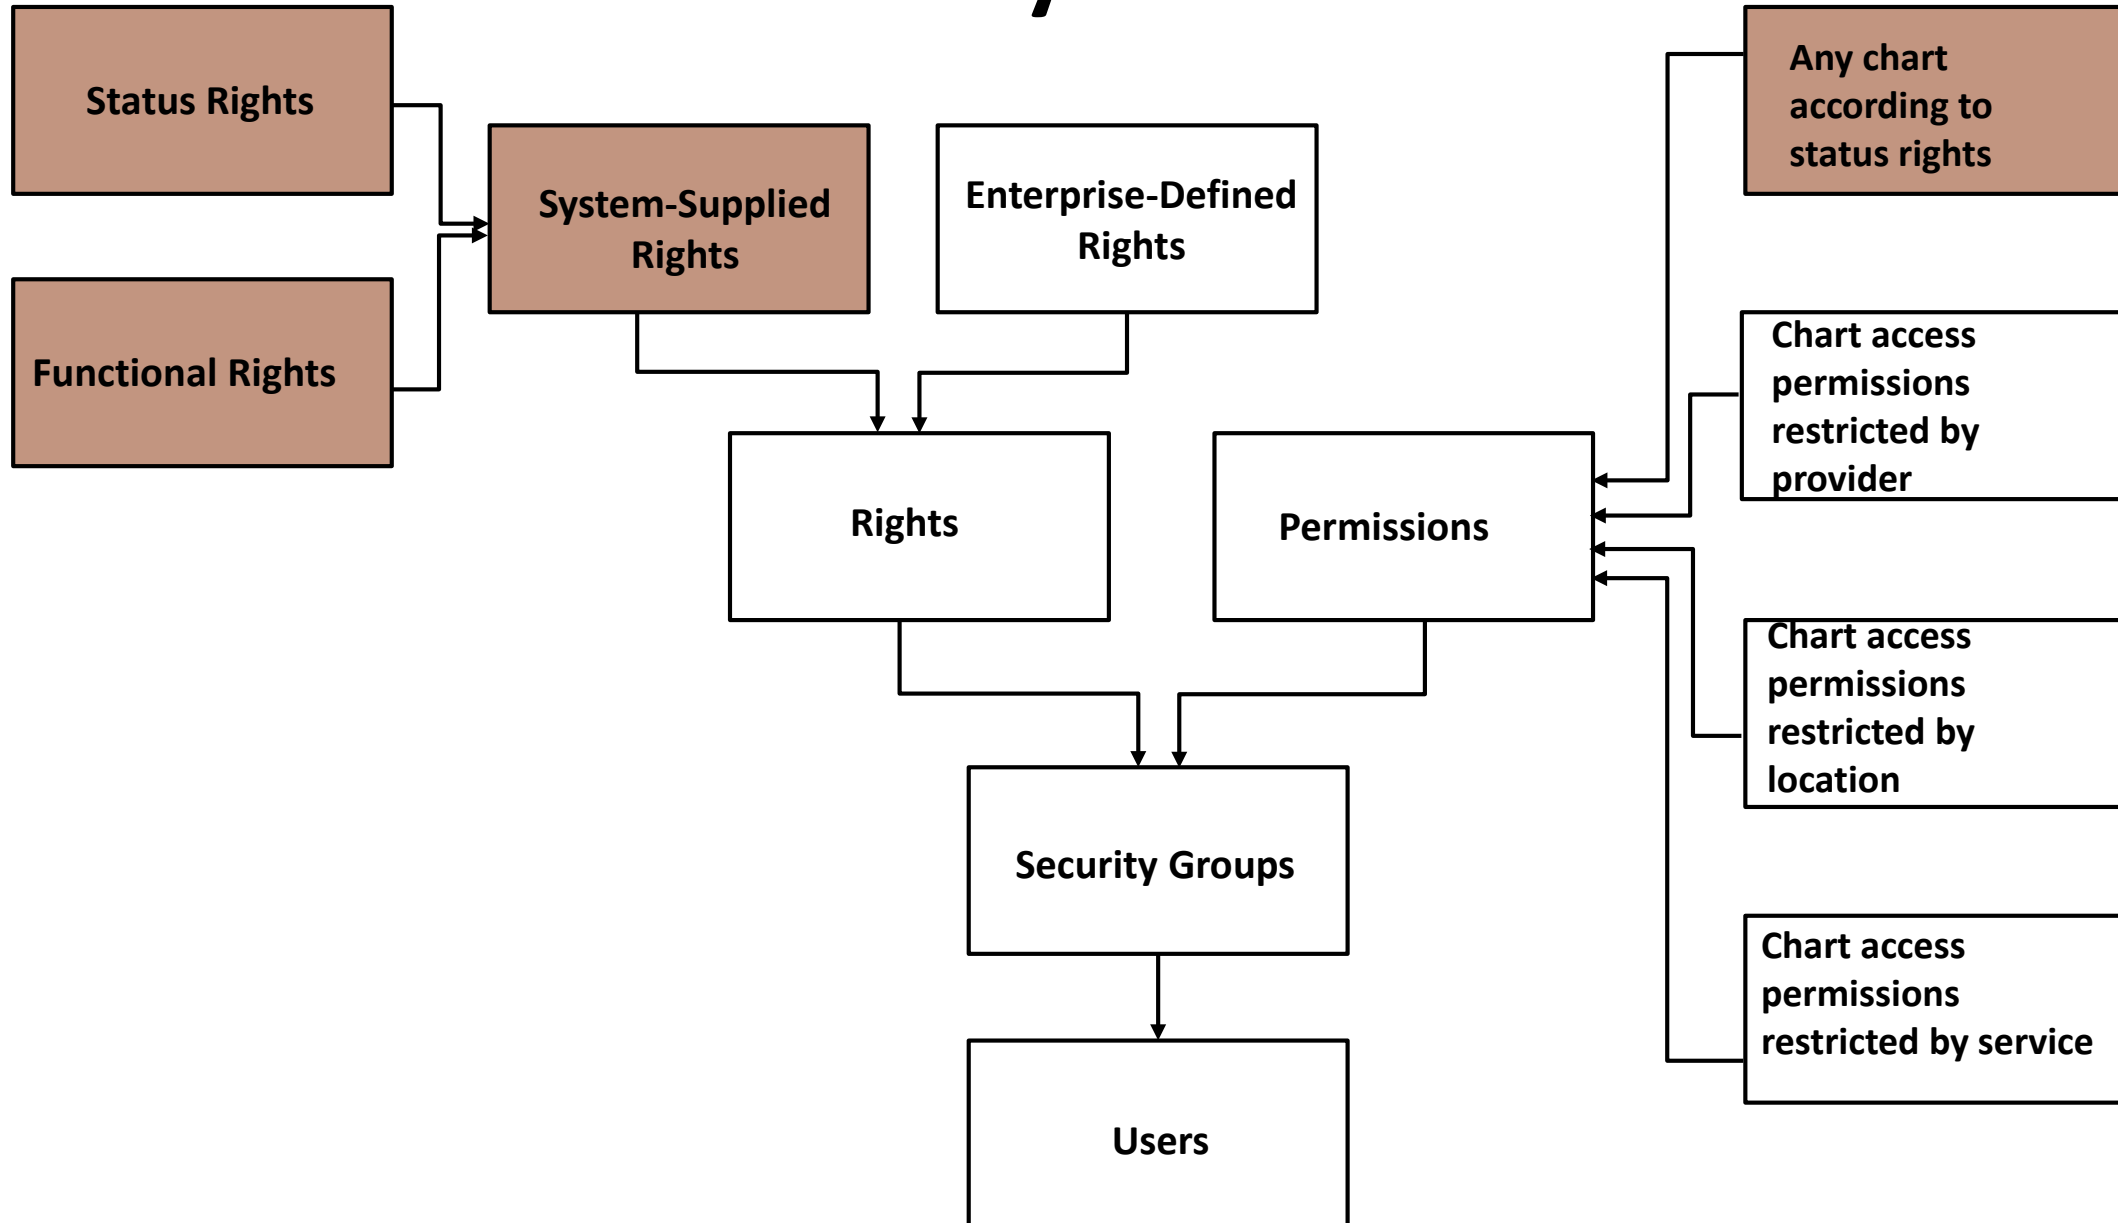 Status Rights
Functional Rights
System-Supplied
Rights
Enterprise-Defined
Rights
Any chart
according to
status rights
Chart access
permissions
restricted by
provider
Rights
Permissions
Chart access
permissions
restricted by
location
Security Groups
Chart access
permissions
restricted by service
Users